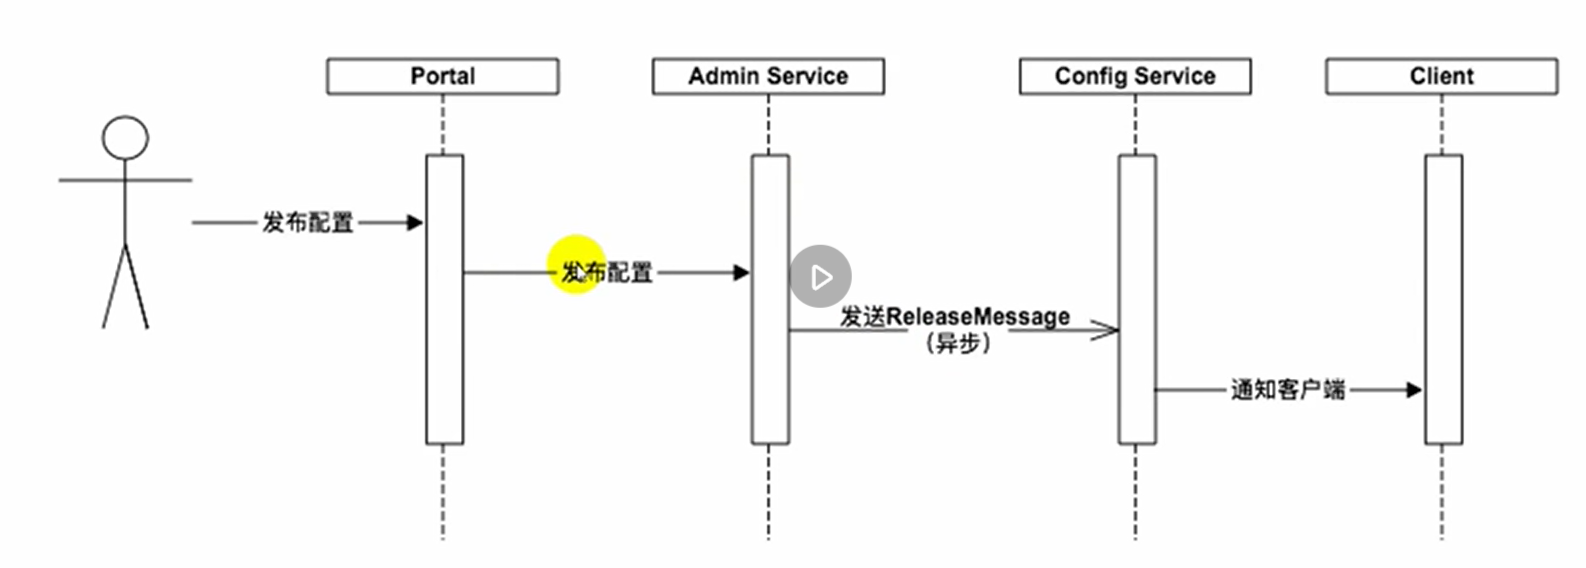 Portal
Admin Service
Config Service
Client
发布配置
发布配置
发送ReleaseMessage
（异步）
通知客户端